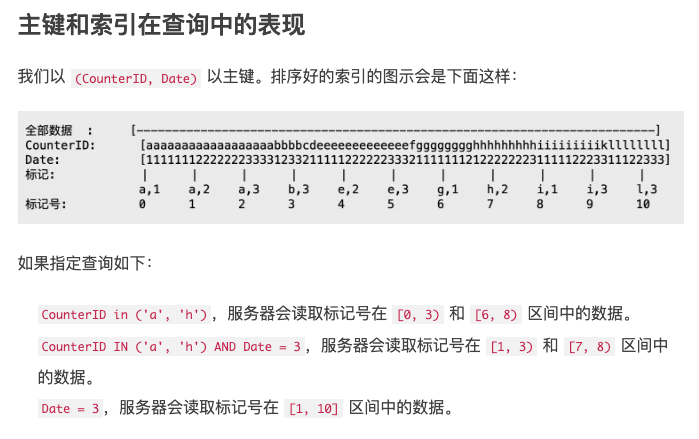 主键和索引在查询中的表现
我们以 (CounterID, Date) 以主键。排序好的索引的图示会是下面这样：
全部数据 : [-------------------------------------------------------------------------]
CounterID: [aaaaaaaaaaaaaaaaaabbbbcdeeeeeeeeeeeeefgggggggghhhhhhhhhiiiiiiiiikllllllll]
Date: [1111111222222233331233211111222222333211111112122222223111112223311122333]
标记: | | | | | | | | | | |
a,1 a,2 a,3 b,3 e,2 e,3 g,1 h,2 i,1 i,3 l,3
标记号: 0 1 2 3 4 5 6 7 8 9 10
如果指定查询如下：
CounterID in ('a', 'h')，服务器会读取标记号在 [0, 3) 和 [6, 8) 区间中的数据。
CounterID IN ('a', 'h') AND Date = 3，服务器会读取标记号在 [1, 3) 和 [7, 8) 区间中
的数据。
Date = 3，服务器会读取标记号在 [1, 10] 区间中的数据。